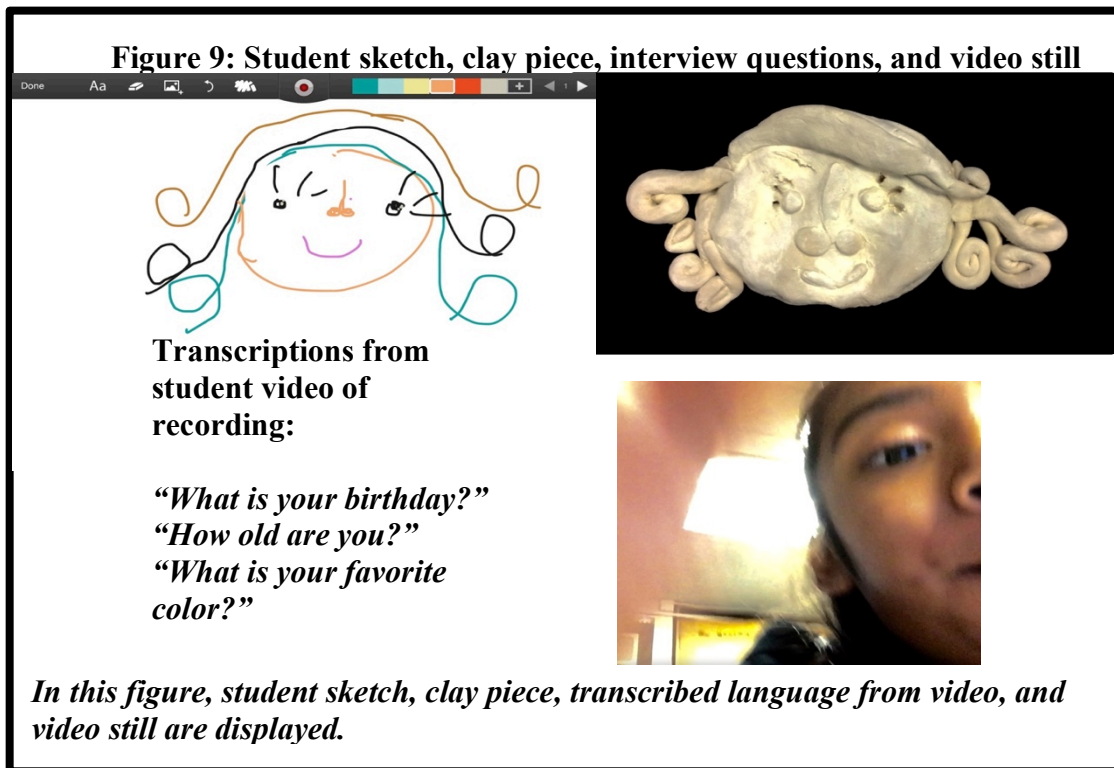 Figure 9: Student sketch, clay piece, interview questions, and video still
Done
Aa
1
Transcriptions from
student video of
recording:
“What is your birthday?”
“How old are you?”
“What is your favorite
color?”
In this figure, student sketch, clay piece, transcribed language from video, and
video still are displayed.